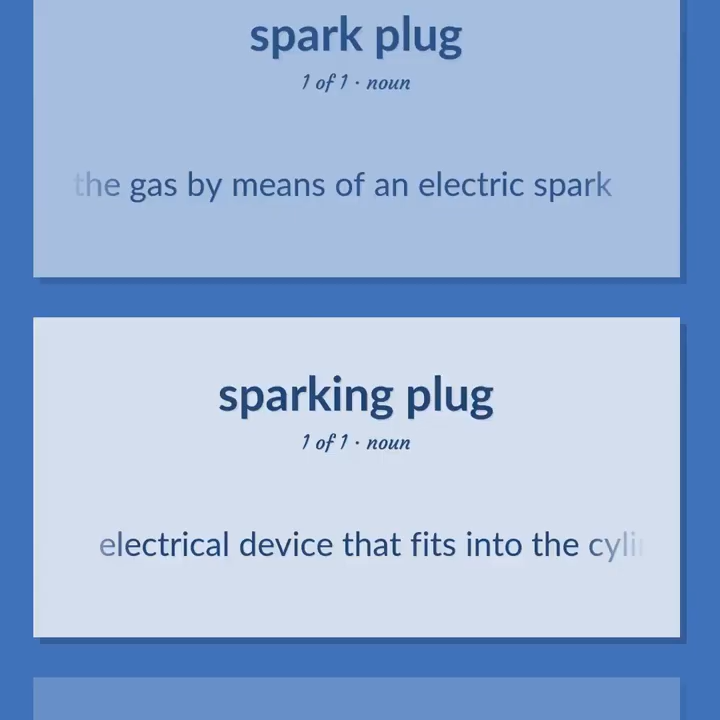 spark plug
1 of 1 · noun
the gas by means of an electric spark
sparking plug
1 of 1 · noun
electrical device that fits into the